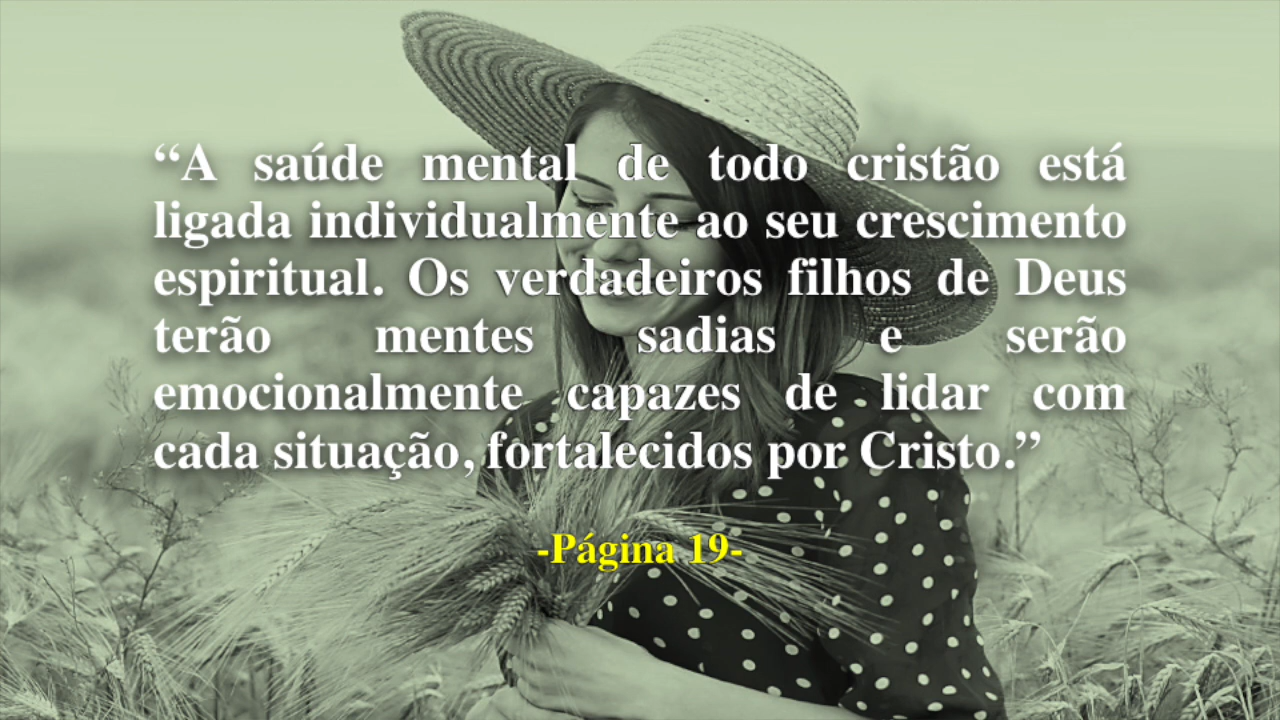 “A saúde mental de todo cristão está
ligada individualmente ao seu crescimento
espiritual. Os verdadeiros filhos de Deus
terão mentes sadias e serão
emocionalmente capazes de lidar com
cada situação, fortalecidos por Cristo.”
-Página 19-